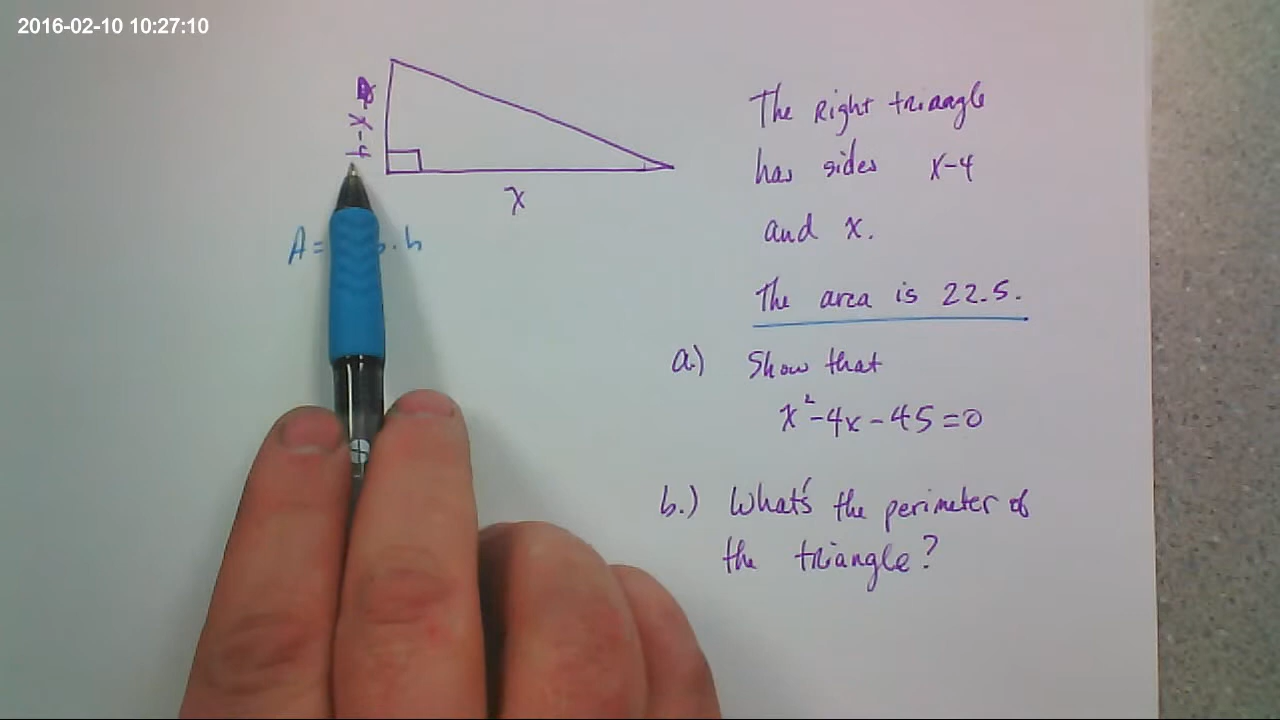 2016-02-10 10:27:10
x-4
x
A = b.h
The Right triangle
has sides x-4
and x.
The area is 22.5.
a.) Show that
x²-4x-45=0
b.) What's the perimeter of
the triangle?